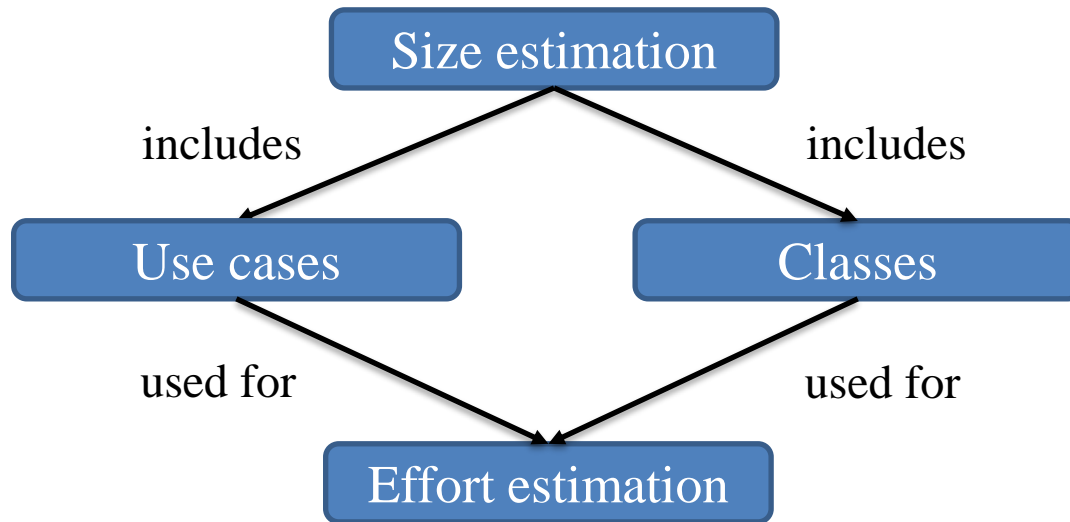 Size estimation
includes
includes
Use cases
Classes
used for
used for
Effort estimation